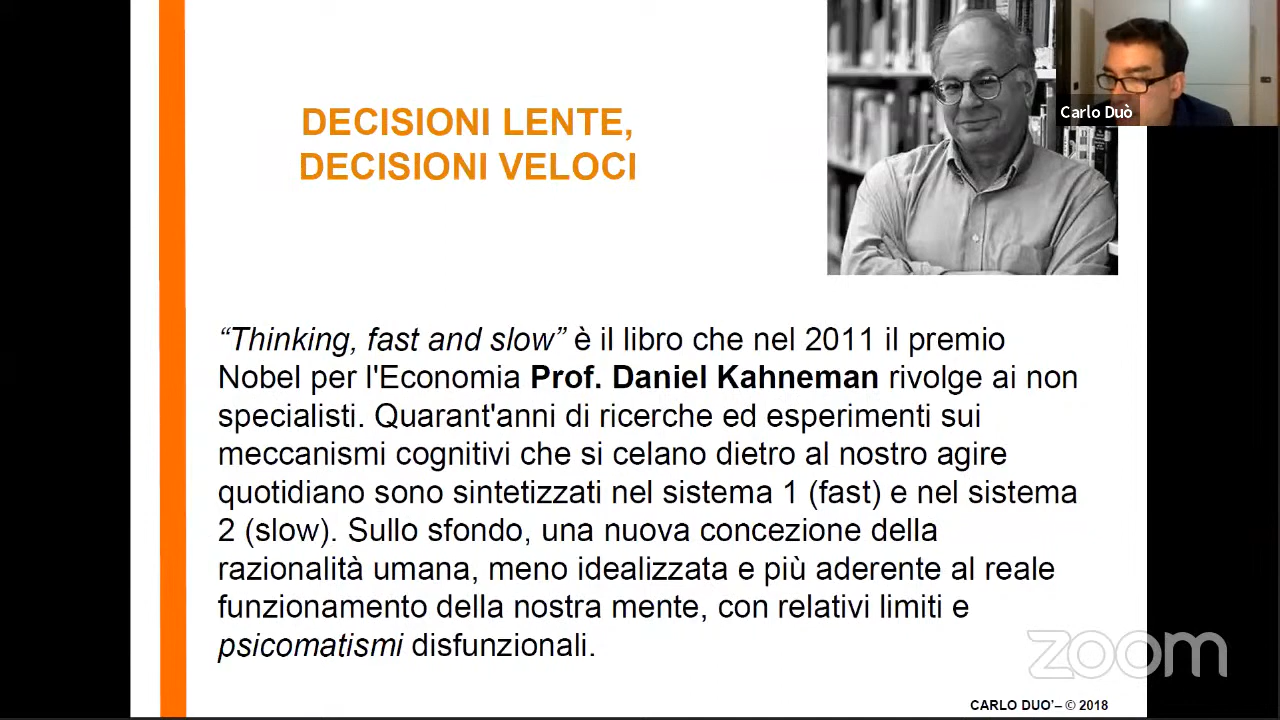 DECISIONI LENTE,
DECISIONI VELOCI
Carlo Duò
“Thinking, fast and slow” è il libro che nel 2011 il premio
Nobel per l'Economia Prof. Daniel Kahneman rivolge ai non
specialisti. Quarant'anni di ricerche ed esperimenti sui
meccanismi cognitivi che si celano dietro al nostro agire
quotidiano sono sintetizzati nel sistema 1 (fast) e nel sistema
2 (slow). Sullo sfondo, una nuova concezione della
razionalità umana, meno idealizzata e più aderente al reale
funzionamento della nostra mente, con relativi limiti e
psicomatismi disfunzionali.
zoom
CARLO DUO’– © 2018